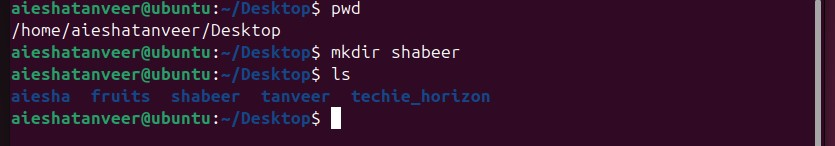 aieshatanveer@ubuntu:~/Desktop$ pwd
/home/aieshatanveer/Desktop
aieshatanveer@ubuntu:~/Desktop$ mkdir shabeer
aieshatanveer@ubuntu:~/Desktop$ ls
aiesha  fruits  shabeer  tanveer  techie_horizon
aieshatanveer@ubuntu:~/Desktop$